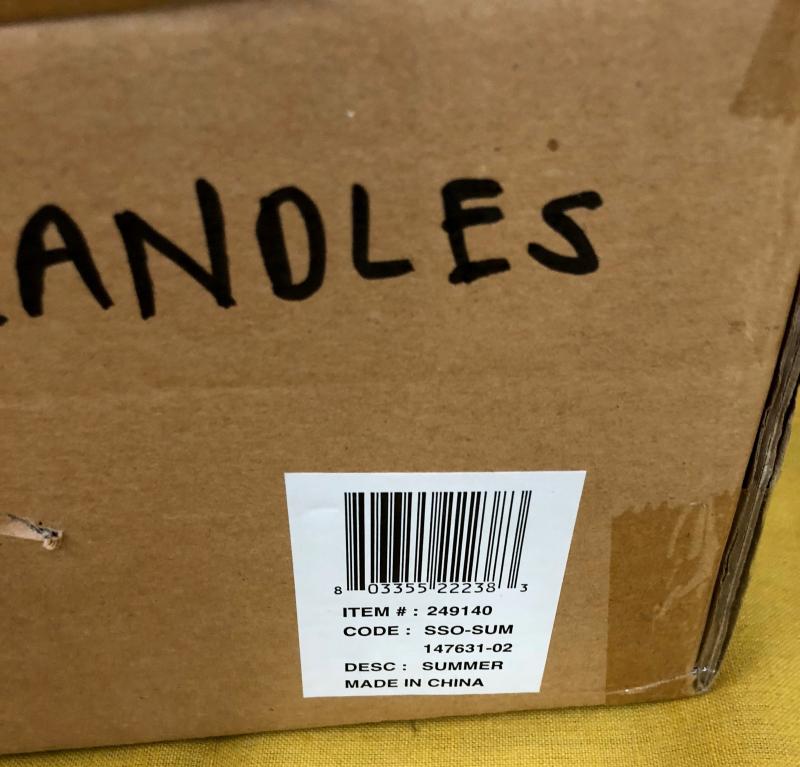 ANDLES
8 03355 22238 3
ITEM # : 249140
CODE : SSO-SUM
147631-02
DESC : SUMMER
MADE IN CHINA